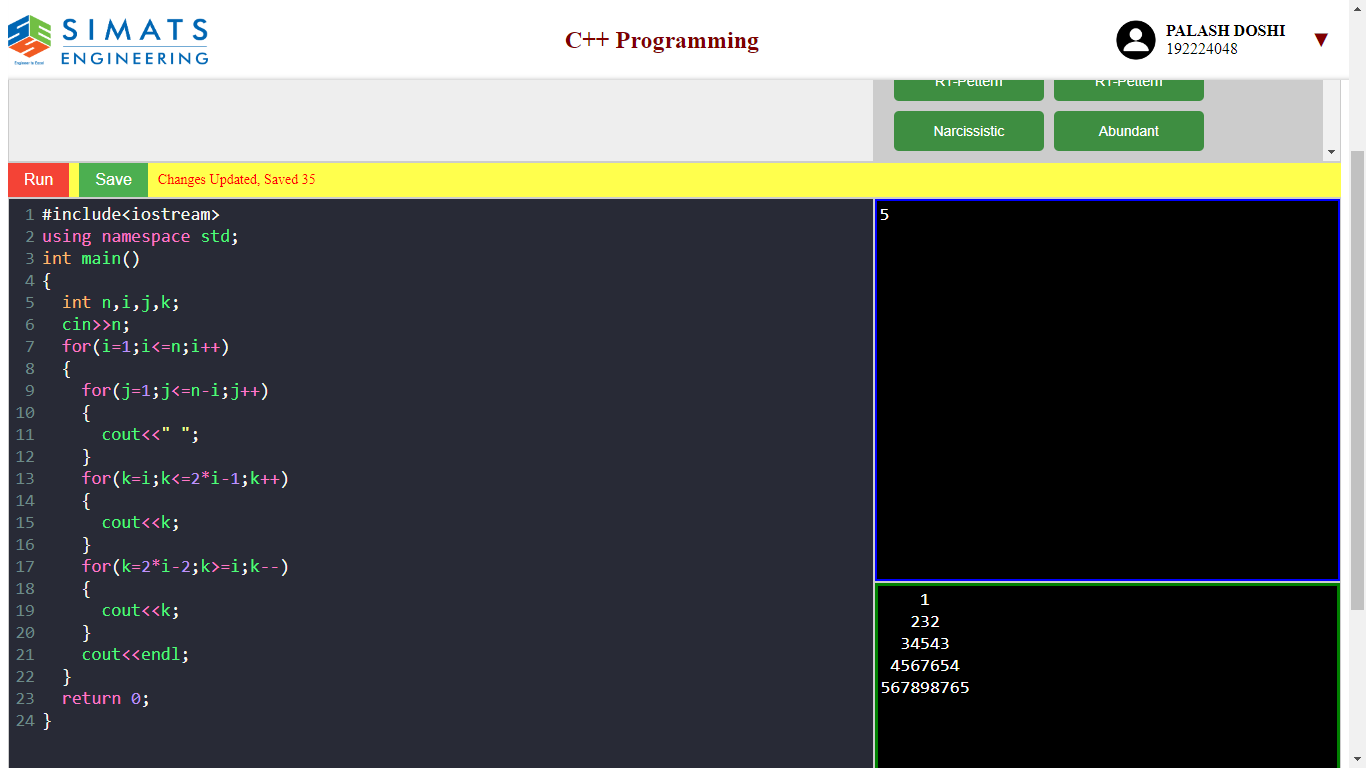 SIMATS
ENGINEERING
Engineer to Excel
C++ Programming
PALASH DOSHI
192224048
▼
RT-Pettern
RT-Pettern
Narcissistic
Abundant
Run
Save
Changes Updated, Saved 35
1 #include<iostream>
2 using namespace std;
3 int main()
4 {
5   int n,i,j,k;
6   cin>>n;
7   for(i=1;i<=n;i++)
8   {
9     for(j=1;j<=n-i;j++)
10     {
11       cout<<" ";
12     }
13     for(k=i;k<=2*i-1;k++)
14     {
15       cout<<k;
16     }
17     for(k=2*i-2;k>=i;k--)
18     {
19       cout<<k;
20     }
21     cout<<endl;
22   }
23   return 0;
24 }
5
    1
   232
  34543
 4567654
567898765